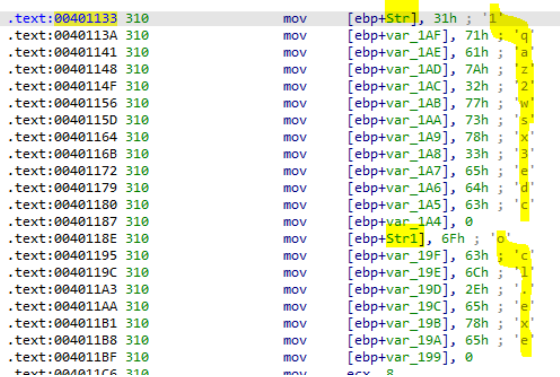 .text:00401133 310 mov [ebp+Str], 31h ; '1'
.text:0040113A 310 mov [ebp+var_1AF], 71h ; 'q'
.text:00401141 310 mov [ebp+var_1AE], 61h ; 'a'
.text:00401148 310 mov [ebp+var_1AD], 7Ah ; 'z'
.text:0040114F 310 mov [ebp+var_1AC], 32h ; '2'
.text:00401156 310 mov [ebp+var_1AB], 77h ; 'w'
.text:0040115D 310 mov [ebp+var_1AA], 73h ; 's'
.text:00401164 310 mov [ebp+var_1A9], 78h ; 'x'
.text:0040116B 310 mov [ebp+var_1A8], 33h ; '3'
.text:00401172 310 mov [ebp+var_1A7], 65h ; 'e'
.text:00401179 310 mov [ebp+var_1A6], 64h ; 'd'
.text:00401180 310 mov [ebp+var_1A5], 63h ; 'c'
.text:00401187 310 mov [ebp+var_1A4], 0
.text:0040118E 310 mov [ebp+Str1], 6Fh ; 'o'
.text:00401195 310 mov [ebp+var_19F], 63h ; 'c'
.text:0040119C 310 mov [ebp+var_19E], 6Ch ; 'l'
.text:004011A3 310 mov [ebp+var_19D], 2Eh ; '.'
.text:004011AA 310 mov [ebp+var_19C], 65h ; 'e'
.text:004011B1 310 mov [ebp+var_19B], 78h ; 'x'
.text:004011B8 310 mov [ebp+var_19A], 65h ; 'e'
.text:004011BF 310 mov [ebp+var_199], 0
.text:004011C6 310 mov ecx, 8